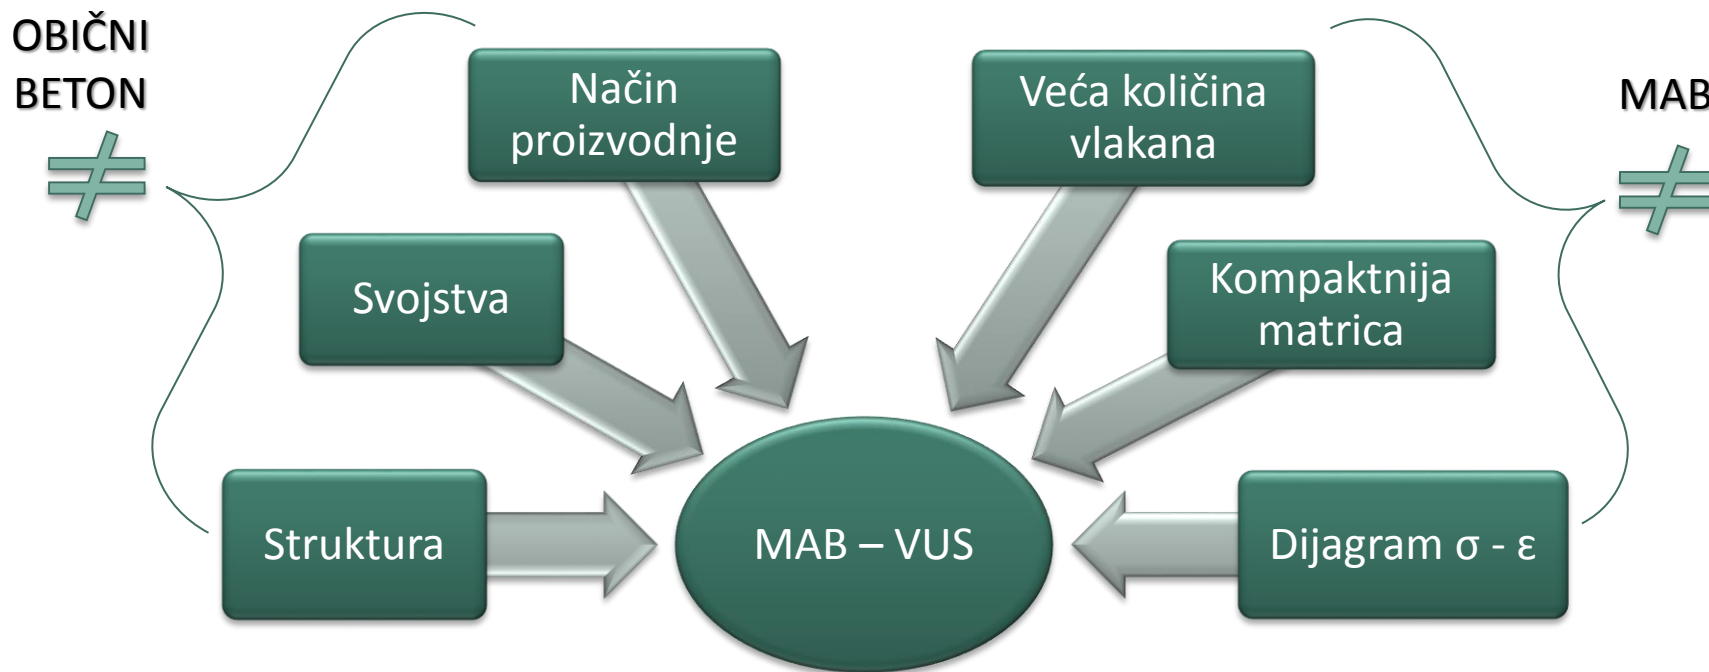 OBIČNI
BETON
≠
Način
proizvodnje
Svojstva
Struktura
MAB – VUS
Veća količina
vlakana
Kompaktnija
matrica
Dijagram σ - ε
MAB
≠